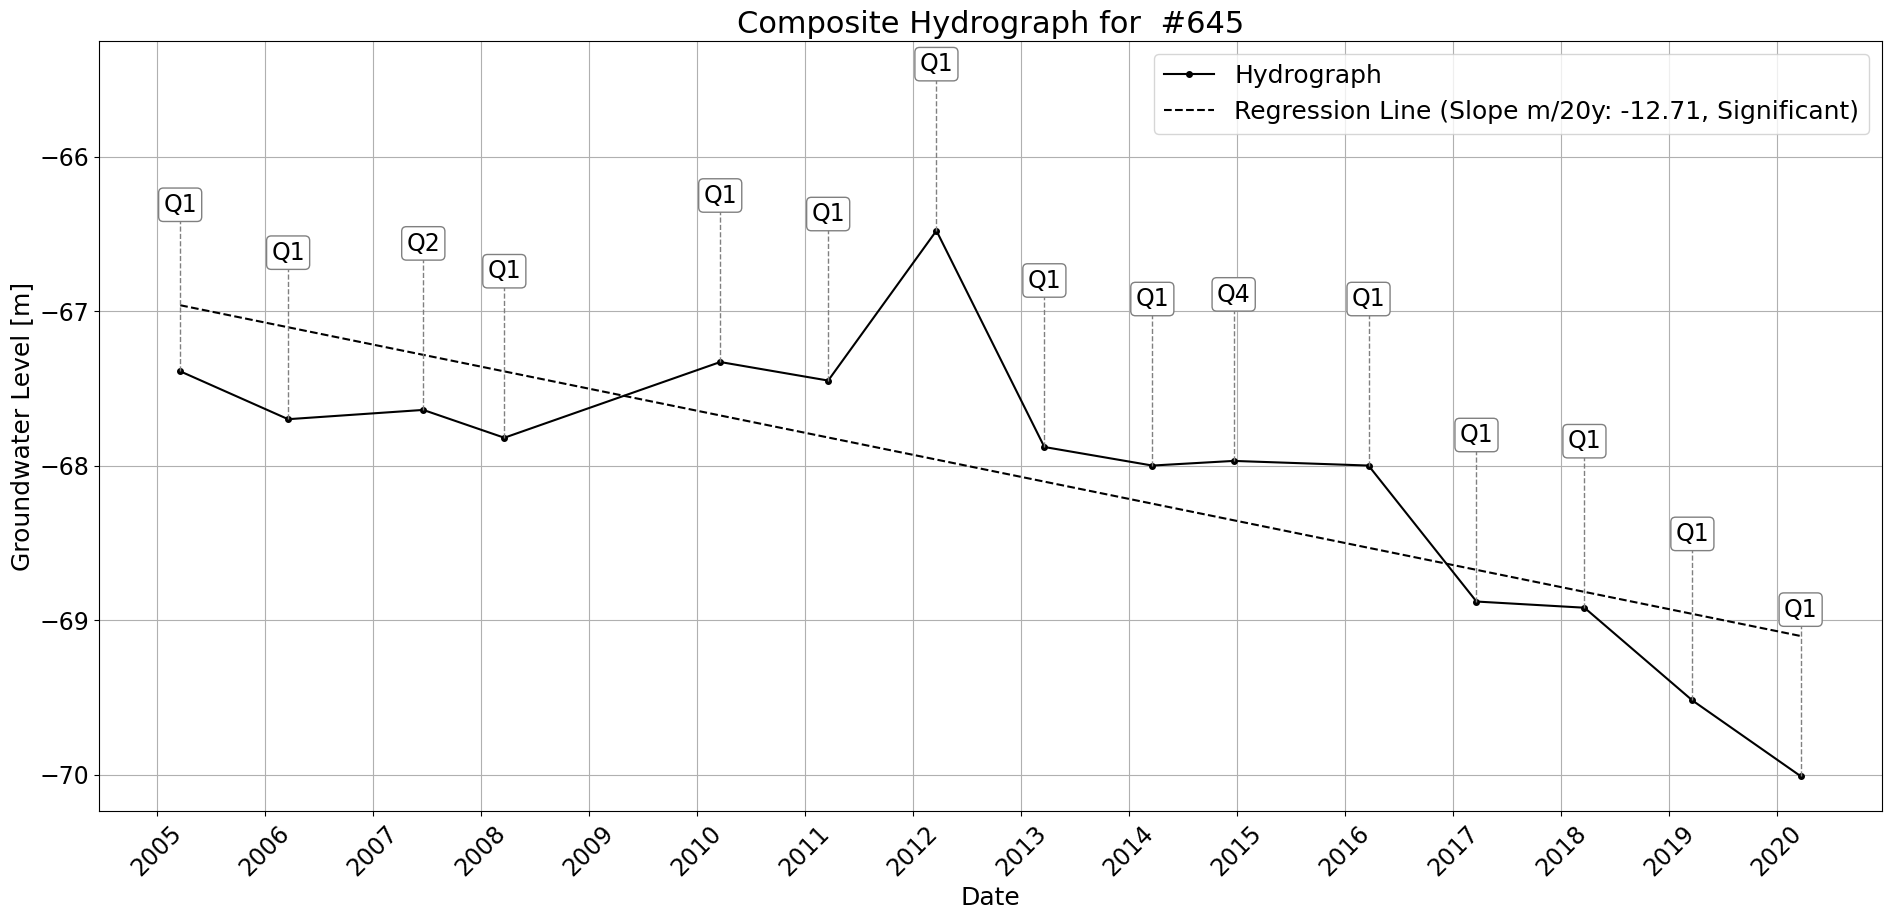 Composite Hydrograph for  #645
Hydrograph
Regression Line (Slope m/20y: -12.71, Significant)
Groundwater Level [m]
−66
−67
−68
−69
−70
Q1
Q1
Q2
Q1
Q1
Q1
Q1
Q1
Q1
Q4
Q1
Q1
Q1
Q1
Q1
2005
2006
2007
2008
2009
2010
2011
2012
2013
2014
2015
2016
2017
2018
2019
2020
Date